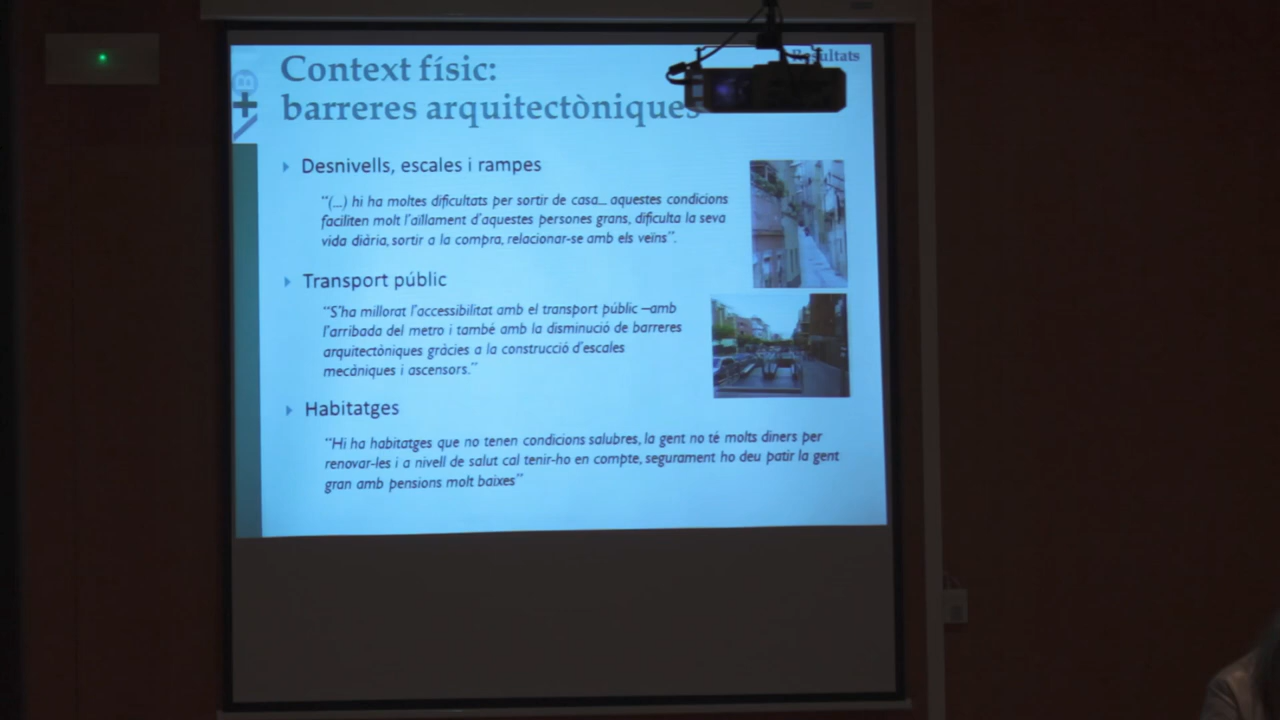 Resultats
Context físic:
barreres arquitectòniques
Desnivells, escales i rampes
“(...) hi ha moltes dificultats per sortir de casa... aquestes condicions
faciliten molt l'aïllament d'aquestes persones grans, dificulta la seva
vida diària, sortir a la compra, relacionar-se amb els veïns”.
Transport públic
“S'ha millorat l'accessibilitat amb el transport públic –amb
l'arribada del metro i també amb la disminució de barreres
arquitectòniques gràcies a la construcció d'escales
mecàniques i ascensors.”
Habitatges
“Hi ha habitatges que no tenen condicions salubres, la gent no té molts diners per
renovar-les i a nivell de salut cal tenir-ho en compte, segurament ho deu patir la gent
gran amb pensions molt baixes”